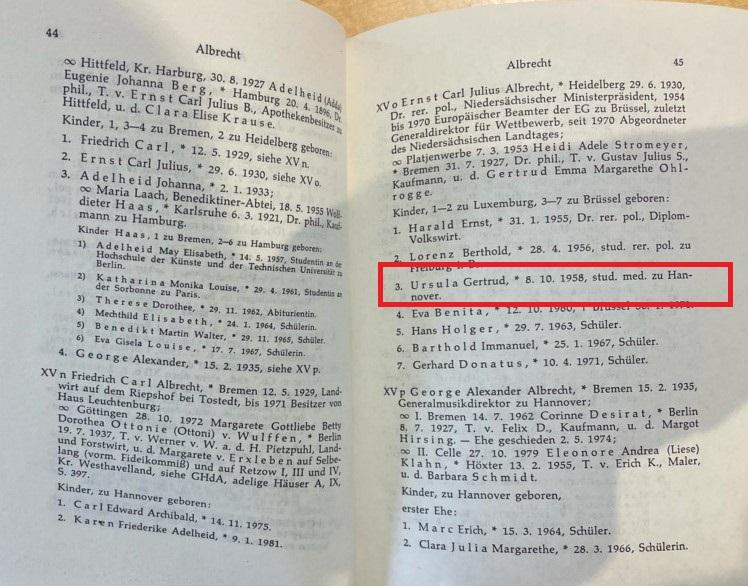 44
Albrecht
∞ Hittfeld, Kr. Harburg, 30. 8. 1927 Adelheid (Adda)
Eugenie Johanna Berg, * Hamburg 20. 4. 1896, Dr.
phil., T. v. Ernst Carl Julius B., Apothekenbesitzer zu
Hittfeld, u. d. Clara Elise Krause.
Kinder, 1, 3—4 zu Bremen, 2 zu Heidelberg geboren:
1. Friedrich Carl, * 12. 5. 1929, siehe XV n.
2. Ernst Carl Julius, * 29. 6. 1930, siehe XV o.
3. Adelheid Johanna, * 2. 1. 1933;
∞ Maria Laach, Benediktiner-Abtei, 18. 5. 1955 Wolf-
dieter Haas, * Karlsruhe 6. 3. 1921, Dr. phil., Kauf-
mann zu Hamburg.
Kinder Haas, 1 zu Bremen, 2—6 zu Hamburg geboren:
1) Adelheid May Elisabeth, * 14. 5. 1957, Studentin an der
Hochschule der Künste und der Technischen Universität zu
Berlin.
2) Katharina Monika Louise, * 29. 4. 1961, Studentin an
der Sorbonne zu Paris.
3) Therese Dorothee, * 29. 11. 1962, Abiturientin.
4) Mechthild Elisabeth, * 24. 1. 1964, Schülerin.
5) Benedikt Martin Walter, * 29. 11. 1965, Schüler.
6) Eva Gisela Louise, * 17. 7. 1967, Schülerin.
4. George Alexander, * 15. 2. 1935, siehe XV p.
XV n Friedrich Carl Albrecht, * Bremen 12. 5. 1929, Land-
wirt auf dem Riepshof bei Tostedt, bis 1971 Besitzer von
Haus Leuchtenburg;
∞ Göttingen 28. 10. 1972 Margarete Gottliebe Betty
Dorothea Ottonie (Ottoni) v. Wulffen, * Berlin
19. 7. 1937, T. v. Werner v. W. a. d. H. Pietzpuhl, Land-
und Forstwirt, u. d. Margarete v. Erxleben auf Selbe-
lang (vorm. Fideikommiß) und auf Retzow I, III und IV,
Kr. Westhavelland, siehe GHdA, adelige Häuser A, IX,
S. 397.
Kinder, zu Hannover geboren:
1. Carl Edward Archibald, * 14. 11. 1975.
2. Karen Friederike Adelheid, * 9. 1. 1981.
Albrecht
45
XV o Ernst Carl Julius Albrecht, * Heidelberg 29. 6. 1930,
Dr. rer. pol., Niedersächsischer Ministerpräsident, 1954
bis 1970 Europäischer Beamter der EG zu Brüssel, zuletzt
Generaldirektor für Wettbewerb, seit 1970 Abgeordneter
des Niedersächsischen Landtages;
∞ Platjenwerbe 7. 3. 1953 Heidi Adele Stromeyer,
* Bremen 31. 7. 1927, Dr. phil., T. v. Gustav Julius S.,
Kaufmann, u. d. Gertrud Emma Margarethe Ohl-
rogge.
Kinder, 1—2 zu Luxemburg, 3—7 zu Brüssel geboren:
1. Harald Ernst, * 31. 1. 1955, Dr. rer. pol., Diplom-
Volkswirt.
2. Lorenz Berthold, * 28. 4. 1956, stud. rer. pol. zu
Freiburg
3. Ursula Gertrud, * 8. 10. 1958, stud. med. zu Han-
nover.
4. Eva Benita, * 12. 10. 1960, † Brüssel
5. Hans Holger, * 29. 7. 1963, Schüler.
6. Barthold Immanuel, * 25. 1. 1967, Schüler.
7. Gerhard Donatus, * 10. 4. 1971, Schüler.
XV p George Alexander Albrecht, * Bremen 15. 2. 1935,
Generalmusikdirektor zu Hannover;
∞ I. Bremen 14. 7. 1962 Corinne Desirat, * Berlin
8. 7. 1927, T. v. Felix D., Kaufmann, u. d. Margot
Hirsing. — Ehe geschieden 2. 5. 1974;
∞ II. Celle 27. 10. 1979 Eleonore Andrea (Liese)
Klahn, * Höxter 13. 2. 1955, T. v. Erich K., Maler,
u. d. Barbara Schmidt.
Kinder, zu Hannover geboren,
erster Ehe:
1. Marc Erich, * 15. 3. 1964, Schüler.
2. Clara Julia Margarethe, * 28. 3. 1966, Schülerin.